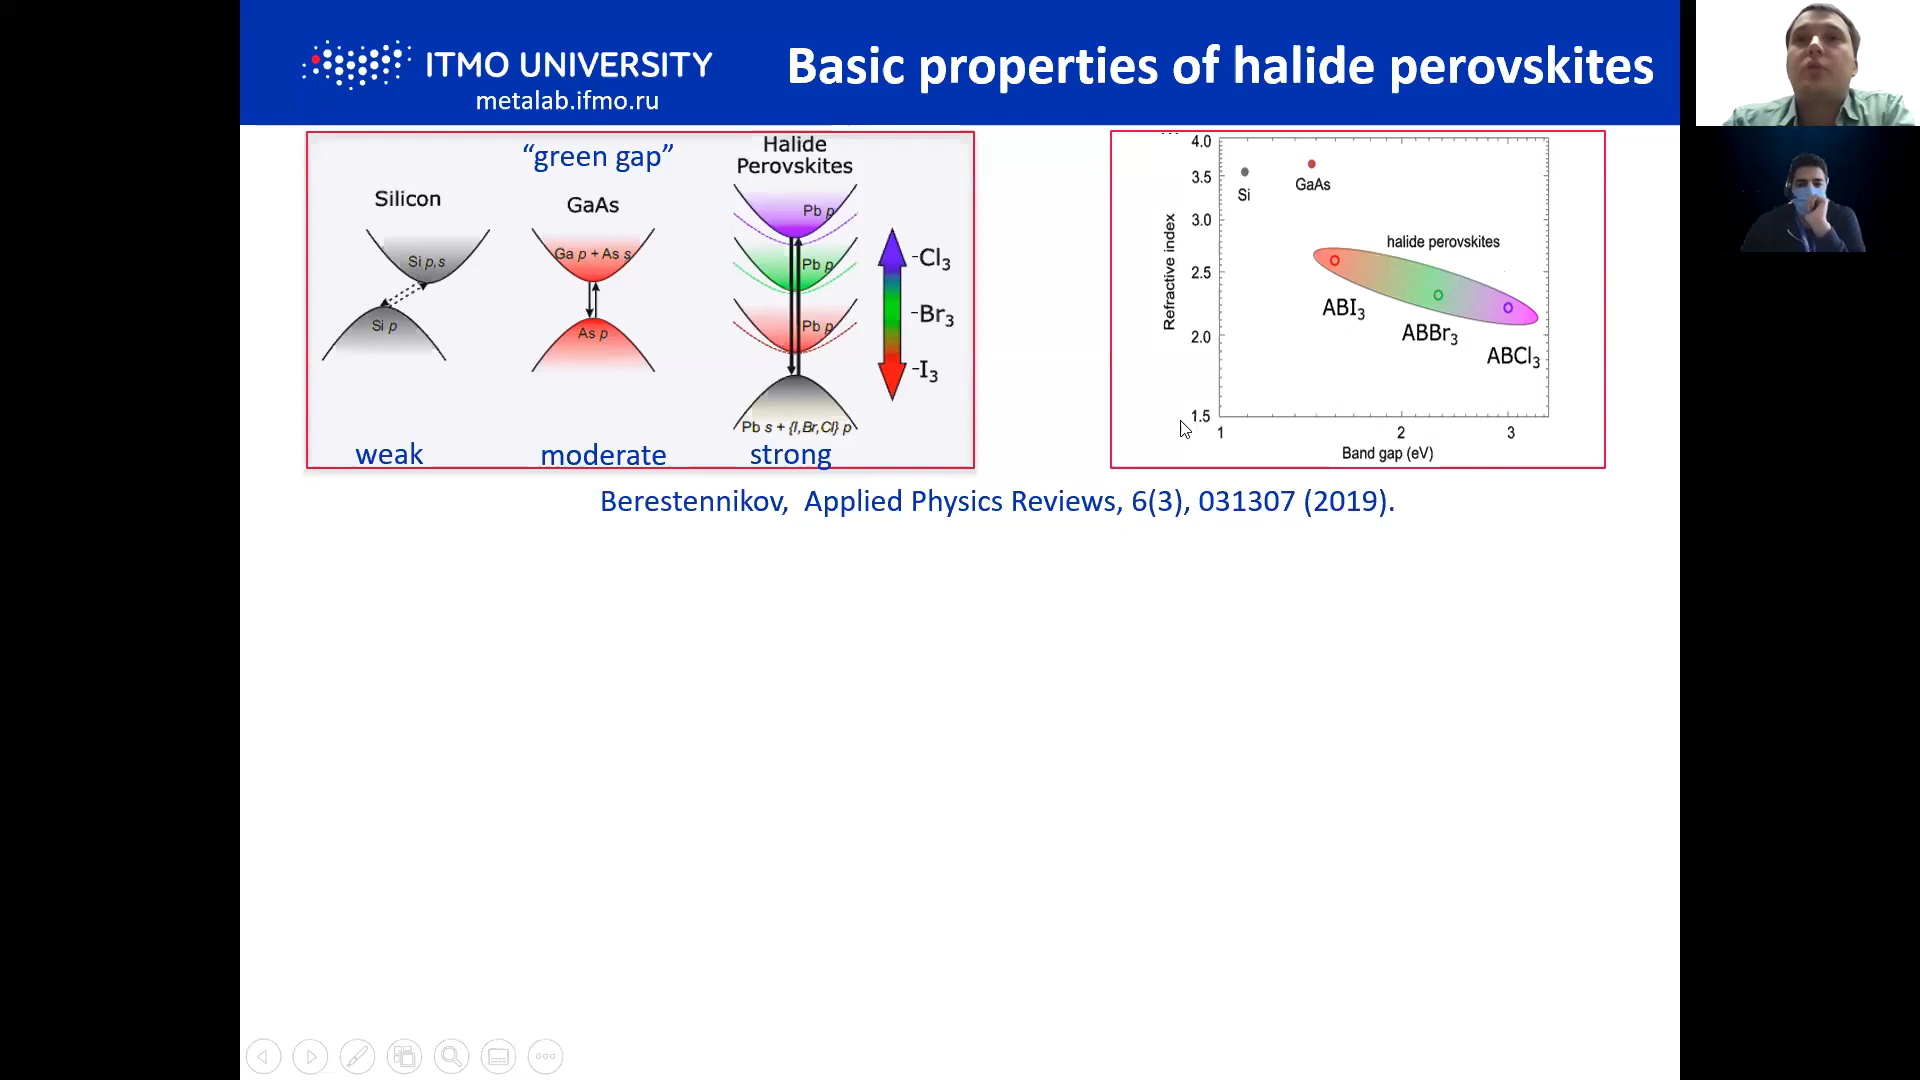 ITMO UNIVERSITY
metalab.ifmo.ru
Basic properties of halide perovskites
“green gap”
Silicon
GaAs
Halide
Perovskites
Si p,s
Si p
Ga p + As s
As p
Pb p
Pb p
Pb p
Pb s + {I,Br,Cl} p
-Cl3
-Br3
-I3
weak
moderate
strong
4.0
3.5
3.0
2.5
2.0
1.5
Refractive index
Si
GaAs
halide perovskites
ABI3
ABBr3
ABCl3
1
2
3
Band gap (eV)
Berestennikov, Applied Physics Reviews, 6(3), 031307 (2019).